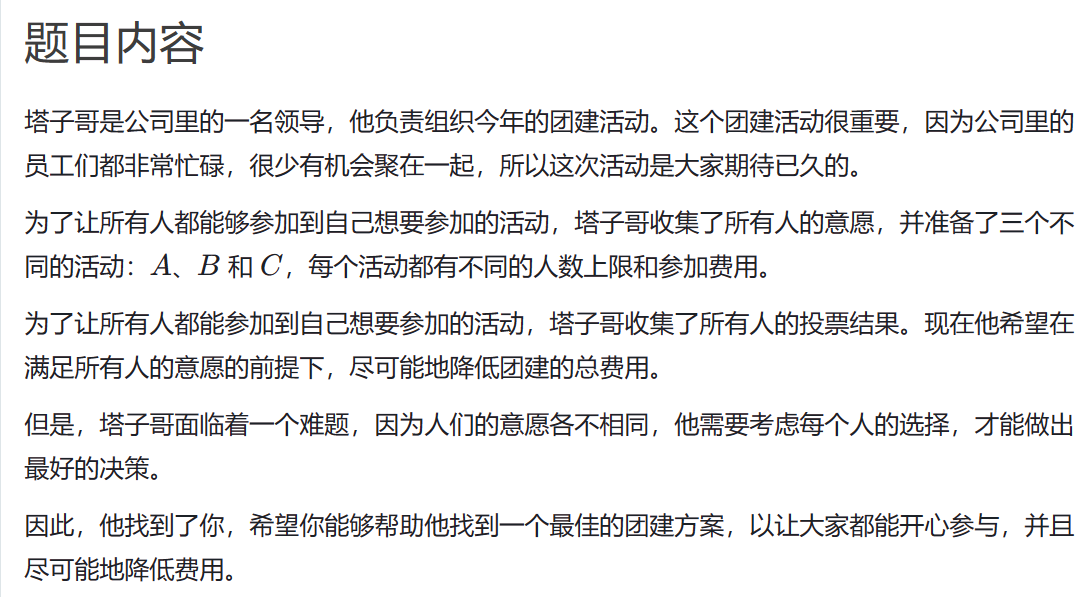 题目内容
塔子哥是公司里的一名领导，他负责组织今年的团建活动。这个团建活动很重要，因为公司里的
员工们都非常忙碌，很少有机会聚在一起，所以这次活动是大家期待已久的。
为了让所有人都能够参加到自己想要参加的活动，塔子哥收集了所有人的意愿，并准备了三个不
同的活动：A、B 和 C，每个活动都有不同的人数上限和参加费用。
为了让所有人都能参加到自己想要参加的活动，塔子哥收集了所有人的投票结果。现在他希望在
满足所有人的意愿的前提下，尽可能地降低团建的总费用。
但是，塔子哥面临着一个难题，因为人们的意愿各不相同，他需要考虑每个人的选择，才能做出
最好的决策。
因此，他找到了你，希望你能够帮助他找到一个最佳的团建方案，以让大家都能开心参与，并且
尽可能地降低费用。